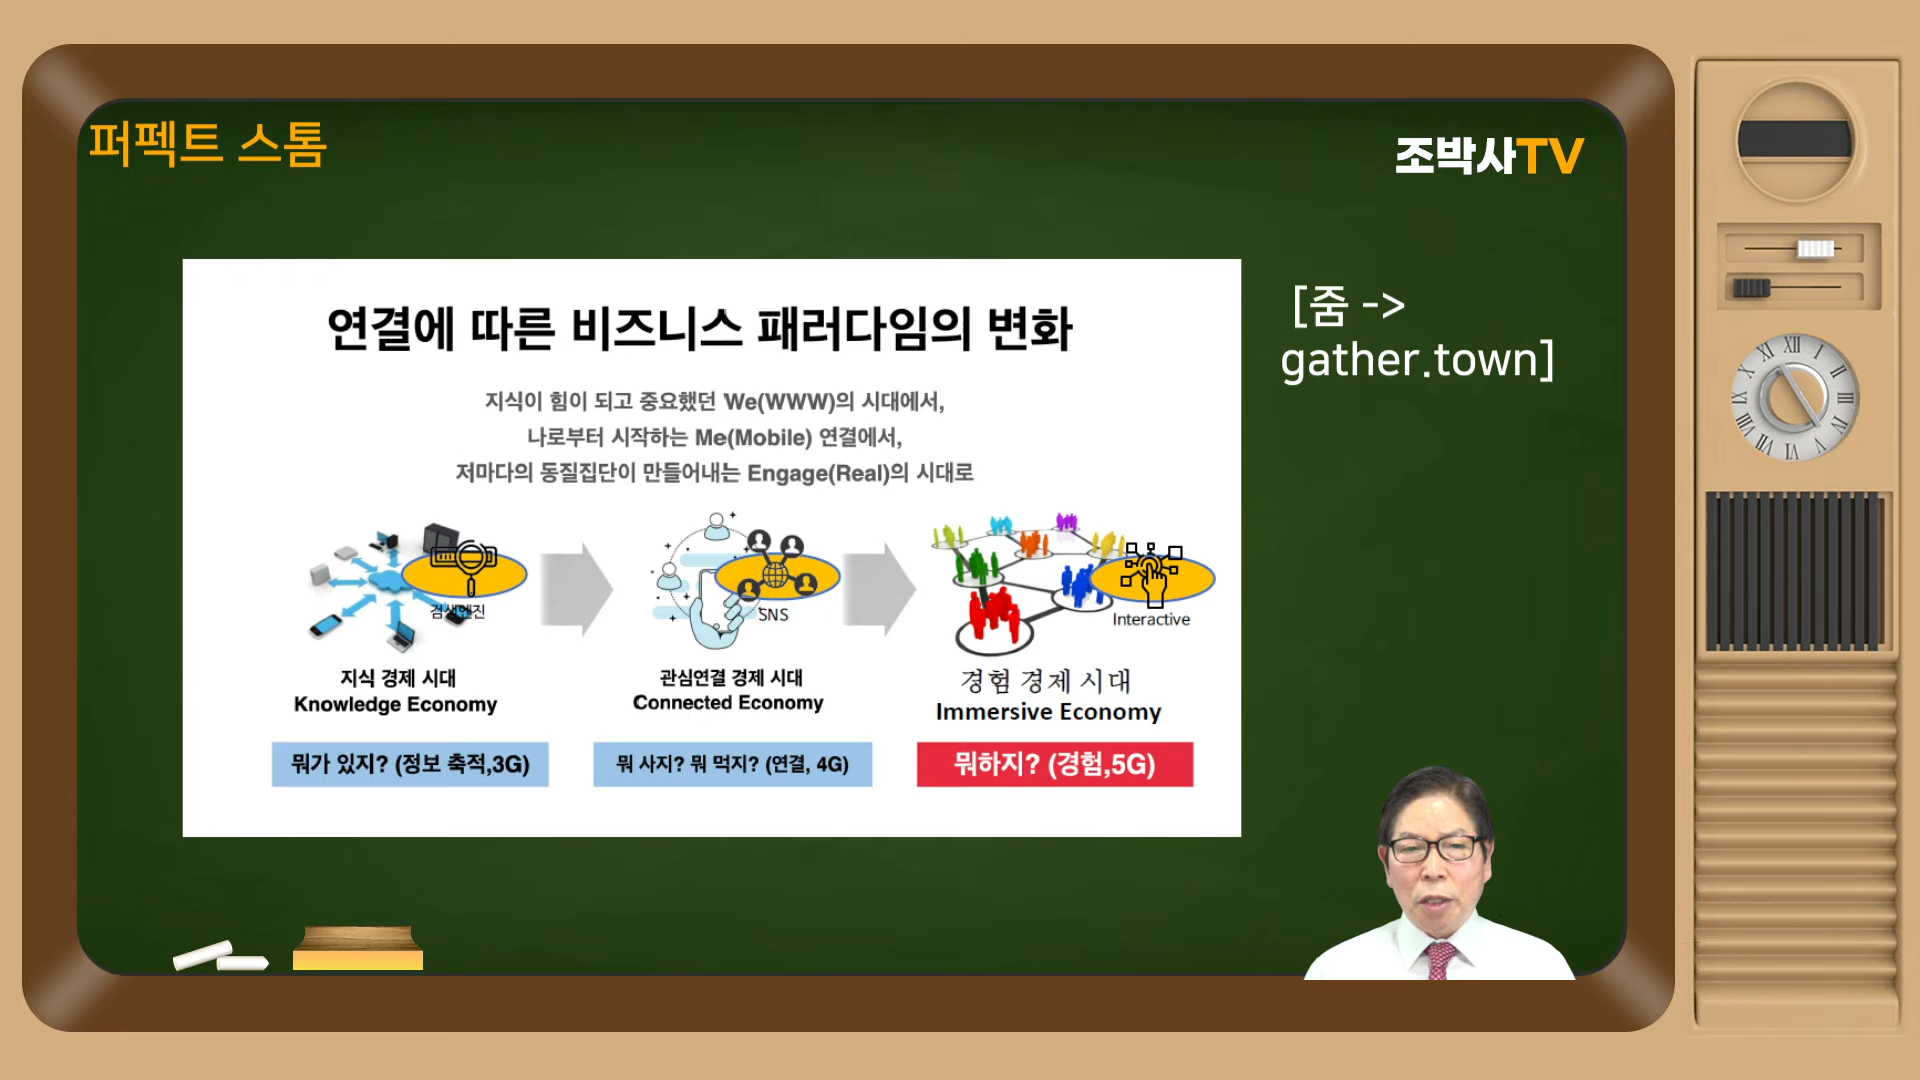 퍼펙트 스톰
조박사TV
연결에 따른 비즈니스 패러다임의 변화
지식이 힘이 되고 중요했던 We(WWW)의 시대에서,
나로부터 시작하는 Me(Mobile) 연결에서,
저마다의 동질집단이 만들어내는 Engage(Real)의 시대로
[줌 ->
gather.town]
검색엔진
SNS
Interactive
지식 경제 시대
Knowledge Economy
관심연결 경제 시대
Connected Economy
경험 경제 시대
Immersive Economy
뭐가 있지? (정보 축적,3G)
뭐 사지? 뭐 먹지? (연결, 4G)
뭐하지? (경험,5G)
XII
I
II
III
IV
V
VI
VII
VIII
IX
X
XI